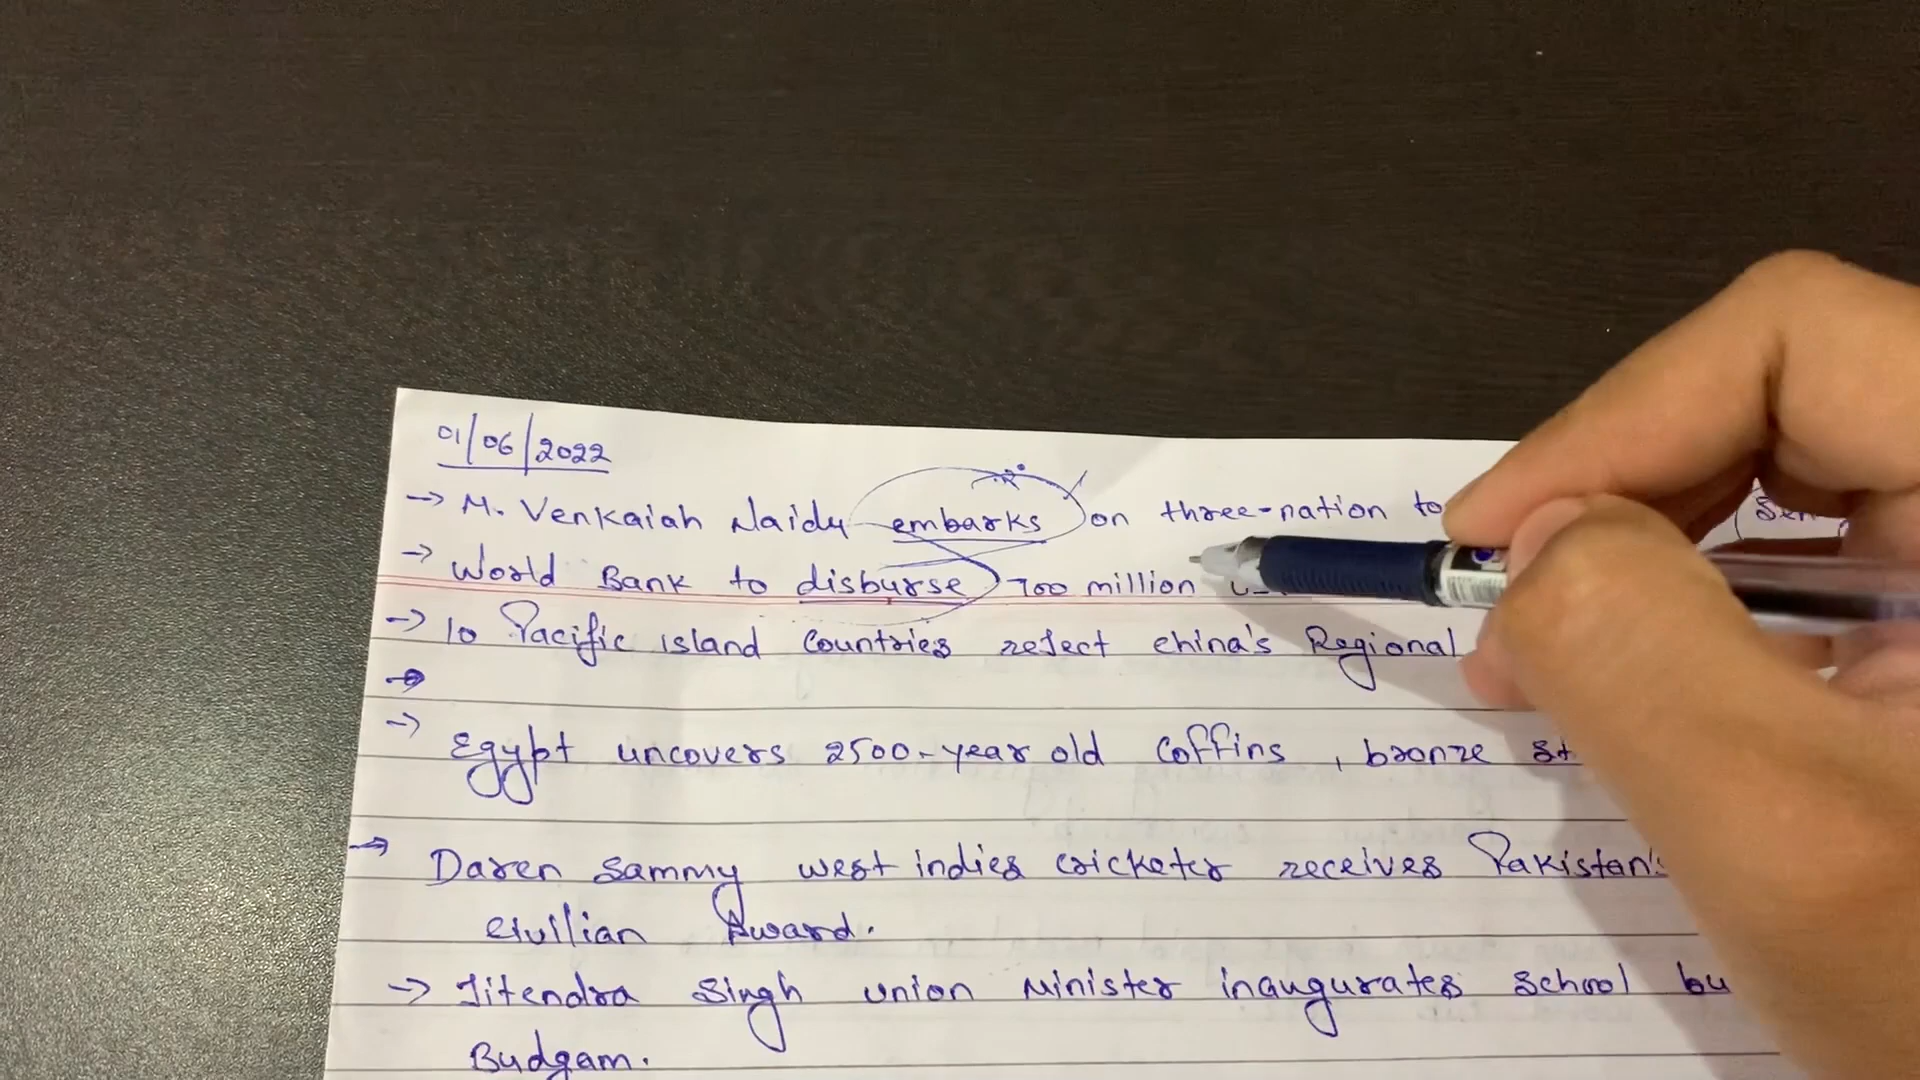 01/06/2022
→ M. Venkaiah Naidu embarks on three-nation
→ World Bank to disburse 700 million
→ 10 Pacific island Countries reject China's Regional
→
→ Egypt uncovers 2500-year old Coffins, bronze
→ Daren Sammy west indies cricketer receives Pakistan's
civilian Award.
→ Jitendra Singh union Minister inaugurates School
Budgam.